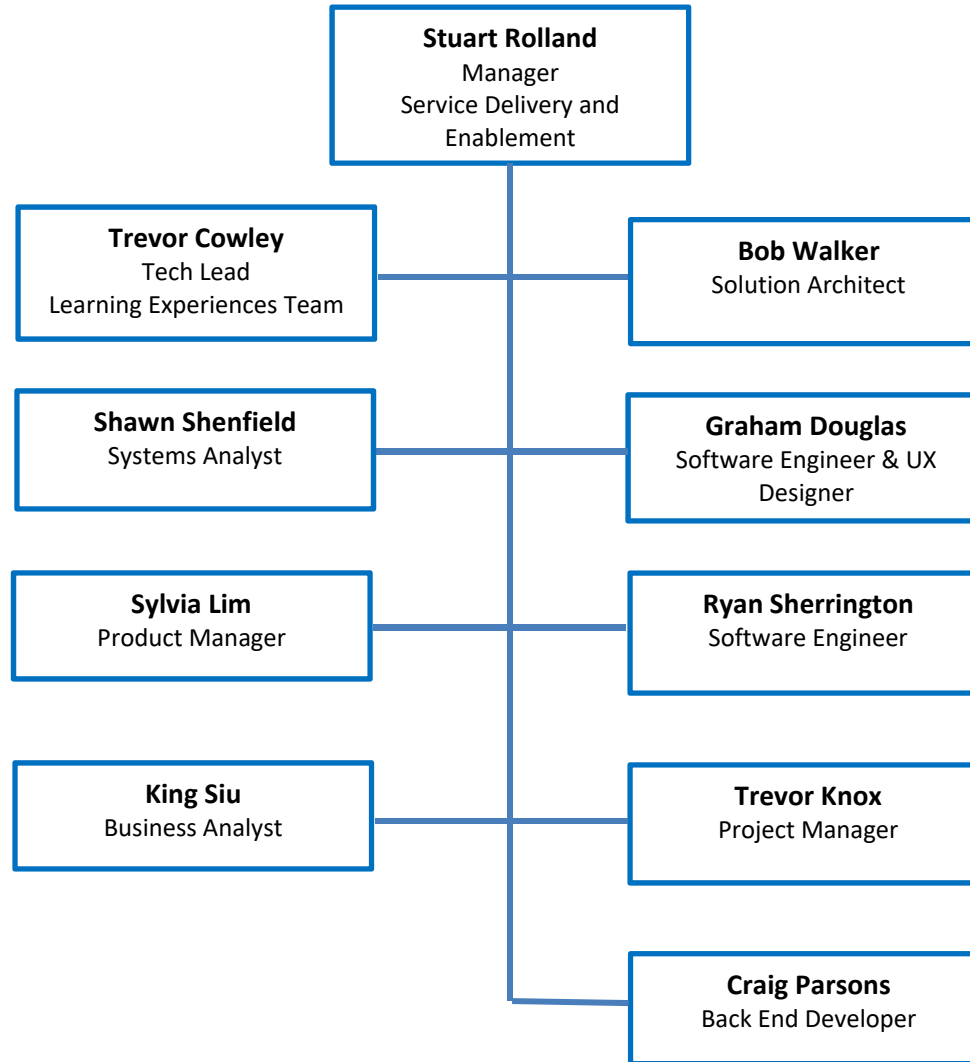 Stuart Rolland
Manager
Service Delivery and
Enablement
Trevor Cowley
Tech Lead
Learning Experiences Team
Bob Walker
Solution Architect
Shawn Shenfield
Systems Analyst
Graham Douglas
Software Engineer & UX
Designer
Sylvia Lim
Product Manager
Ryan Sherrington
Software Engineer
King Siu
Business Analyst
Trevor Knox
Project Manager
Craig Parsons
Back End Developer